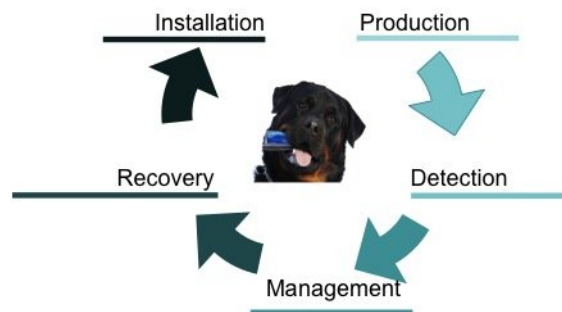 Installation
Production
Recovery
Detection
Management